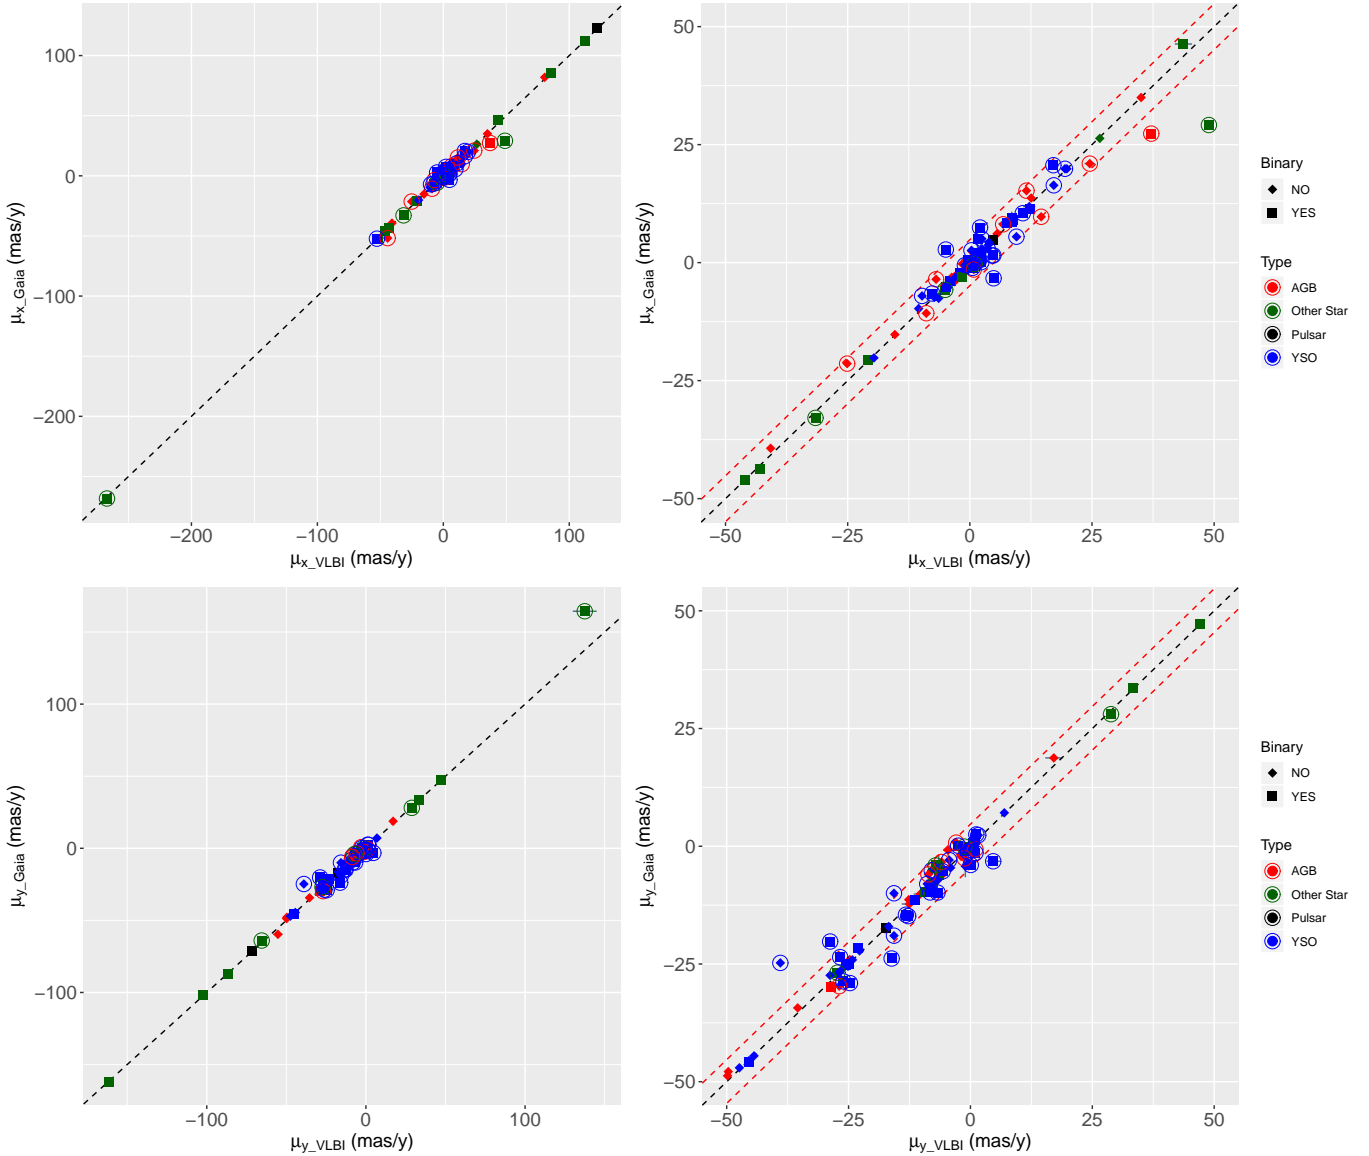 100
0
−100
−200
μx_Gaia (mas/y)
−200
−100
0
100
μx_VLBI (mas/y)
50
25
0
−25
−50
μx_Gaia (mas/y)
−50
−25
0
25
50
μx_VLBI (mas/y)
Binary
NO
YES
Type
AGB
Other Star
Pulsar
YSO
100
0
−100
μy_Gaia (mas/y)
−100
0
100
μy_VLBI (mas/y)
50
25
0
−25
−50
μy_Gaia (mas/y)
−50
−25
0
25
50
μy_VLBI (mas/y)
Binary
NO
YES
Type
AGB
Other Star
Pulsar
YSO